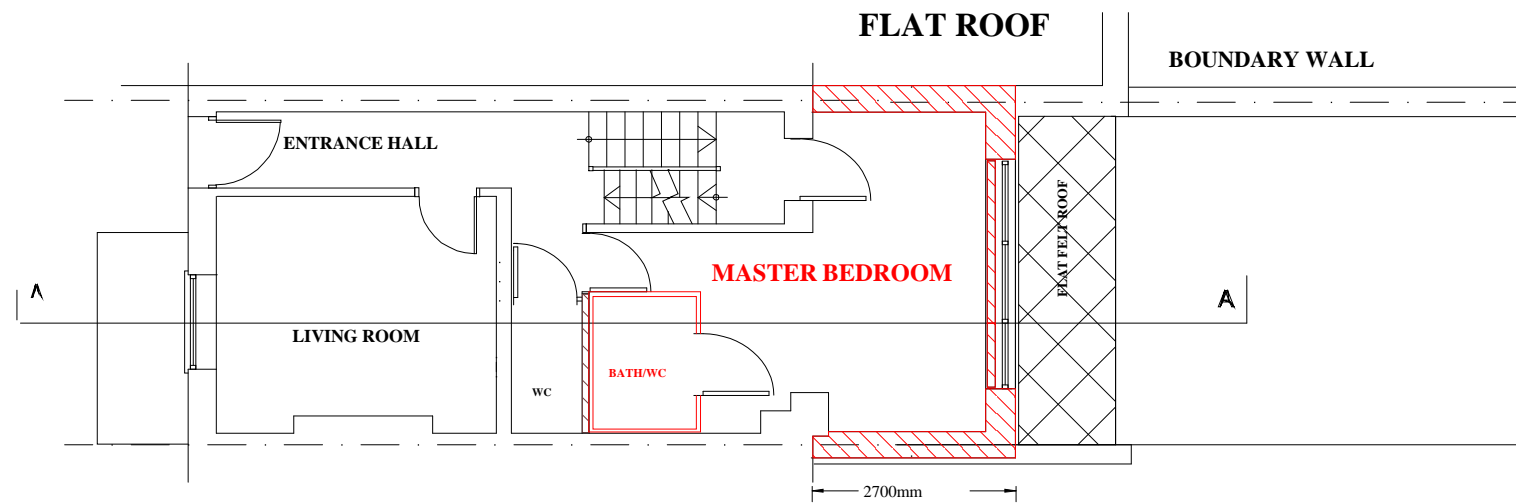 FLAT ROOF
BOUNDARY WALL
ENTRANCE HALL
FLAT FELT ROOF
MASTER BEDROOM
A
A
LIVING ROOM
BATH/WC
WC
2700mm